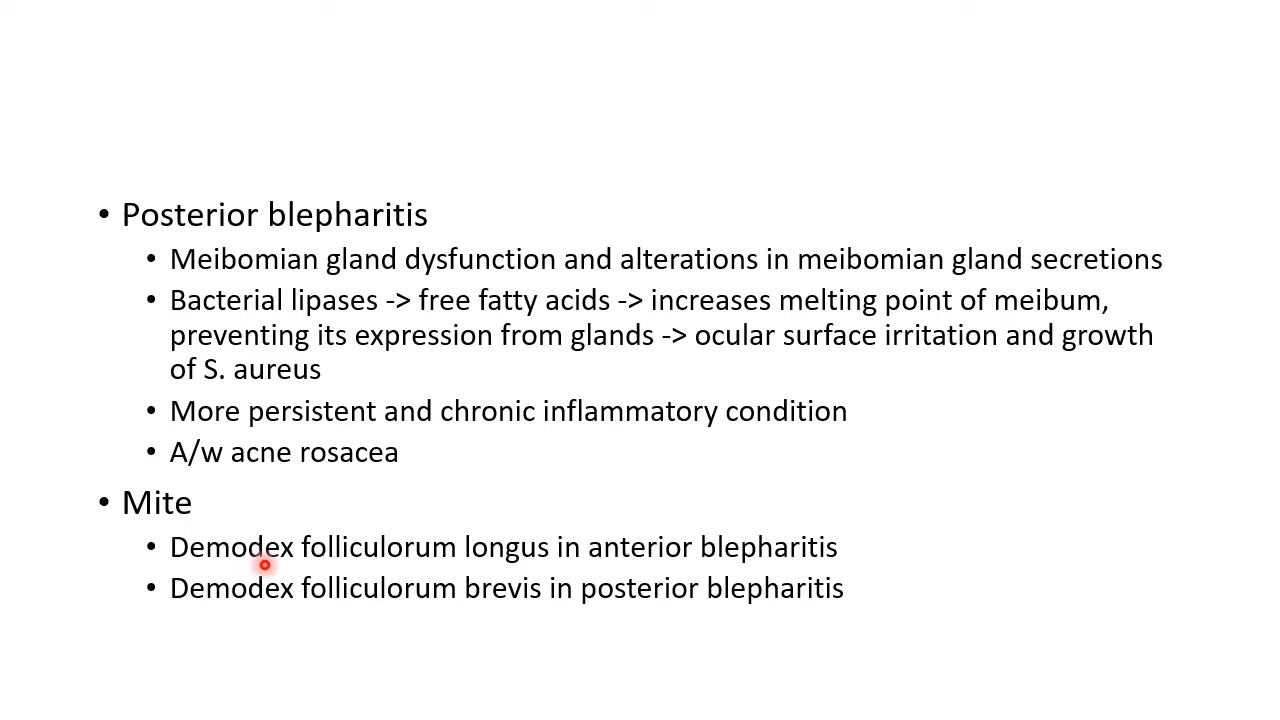 • Posterior blepharitis
• Meibomian gland dysfunction and alterations in meibomian gland secretions
• Bacterial lipases -> free fatty acids -> increases melting point of meibum,
preventing its expression from glands -> ocular surface irritation and growth
of S. aureus
• More persistent and chronic inflammatory condition
• A/w acne rosacea
• Mite
• Demodex folliculorum longus in anterior blepharitis
• Demodex folliculorum brevis in posterior blepharitis